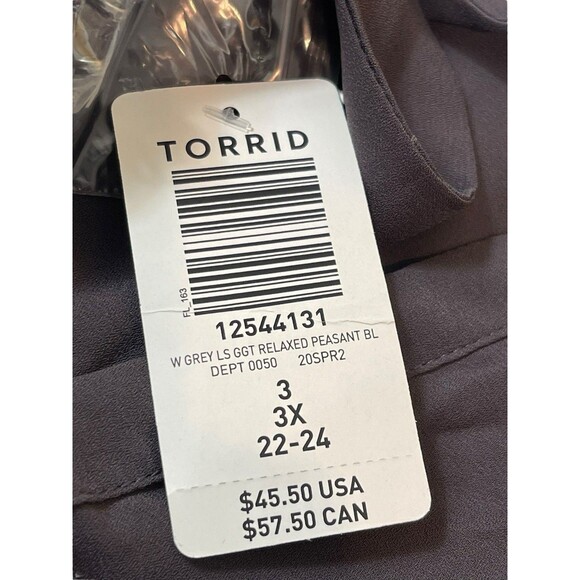 TORRID
FL_163
12544131
W GREY LS GGT RELAXED PEASANT BL
DEPT 0050 20SPR2
3
3X
22-24
$45.50 USA
$57.50 CAN